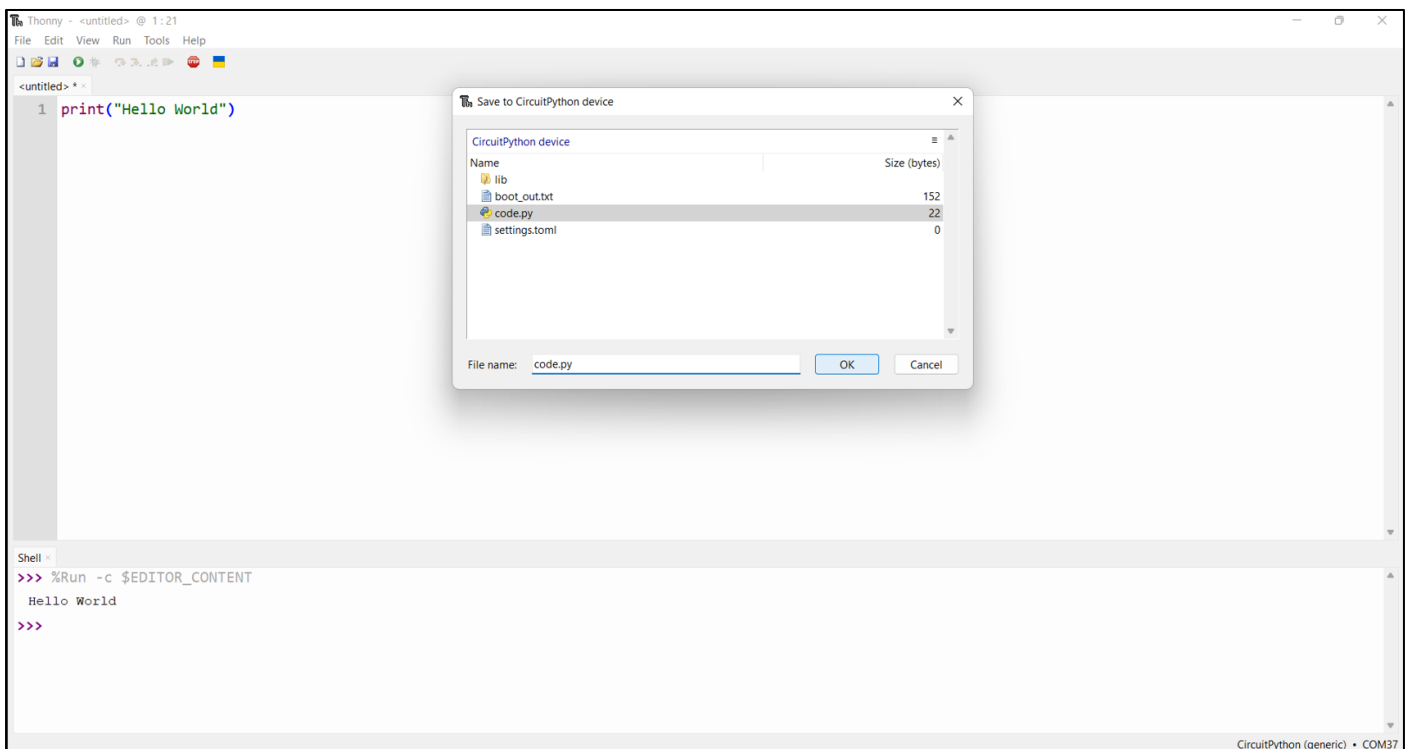 Thonny - <untitled> @ 1:21
File Edit View Run Tools Help
<untitled> *
1 print("Hello World")
Save to CircuitPython device
CircuitPython device
Name Size (bytes)
lib
boot_out.txt 152
code.py 22
settings.toml 0
File name: code.py OK Cancel
Shell
>>> %Run -c $EDITOR_CONTENT
Hello World
>>>
CircuitPython (generic) • COM37